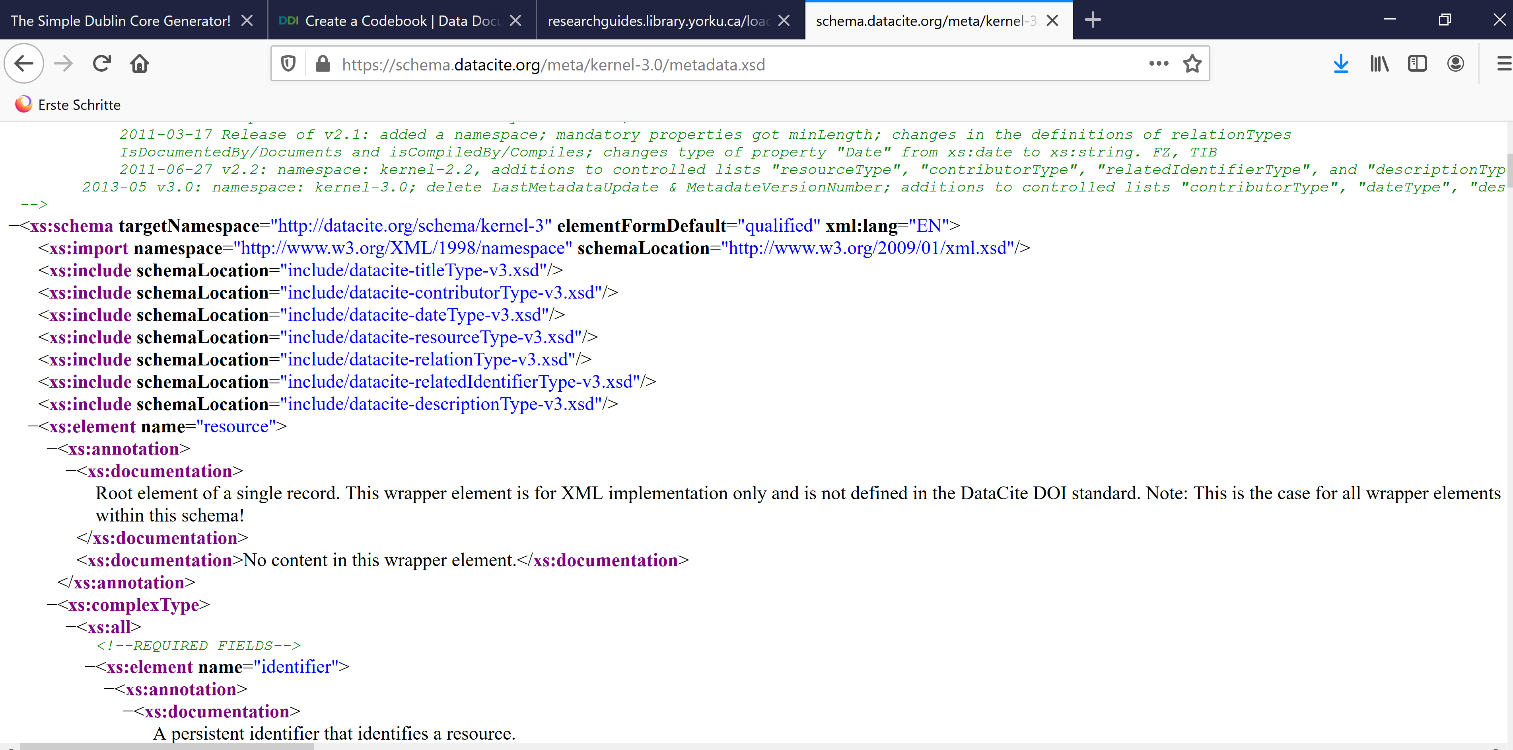 The Simple Dublin Core Generator!
DDI Create a Codebook | Data Docu
researchguides.library.yorku.ca/load
schema.datacite.org/meta/kernel-3
https://schema.datacite.org/meta/kernel-3.0/metadata.xsd
Erste Schritte
2011-03-17 Release of v2.1: added a namespace; mandatory properties got minLength; changes in the definitions of relationTypes
IsDocumentedBy/Documents and isCompiledBy/Compiles; changes type of property "Date" from xs:date to xs:string. FZ, TIB
2011-06-27 v2.2: namespace: kernel-2.2, additions to controlled lists "resourceType", "contributorType", "relatedIdentifierType", and "descriptionTyp
2013-05 v3.0: namespace: kernel-3.0; delete LastMetadataUpdate & MetadateVersionNumber; additions to controlled lists "contributorType", "dateType", "des
-->
−<xs:schema targetNamespace="http://datacite.org/schema/kernel-3" elementFormDefault="qualified" xml:lang="EN">
<xs:import namespace="http://www.w3.org/XML/1998/namespace" schemaLocation="http://www.w3.org/2009/01/xml.xsd"/>
<xs:include schemaLocation="include/datacite-titleType-v3.xsd"/>
<xs:include schemaLocation="include/datacite-contributorType-v3.xsd"/>
<xs:include schemaLocation="include/datacite-dateType-v3.xsd"/>
<xs:include schemaLocation="include/datacite-resourceType-v3.xsd"/>
<xs:include schemaLocation="include/datacite-relationType-v3.xsd"/>
<xs:include schemaLocation="include/datacite-relatedIdentifierType-v3.xsd"/>
<xs:include schemaLocation="include/datacite-descriptionType-v3.xsd"/>
−<xs:element name="resource">
−<xs:annotation>
−<xs:documentation>
Root element of a single record. This wrapper element is for XML implementation only and is not defined in the DataCite DOI standard. Note: This is the case for all wrapper elements
within this schema!
</xs:documentation>
<xs:documentation>No content in this wrapper element.</xs:documentation>
</xs:annotation>
−<xs:complexType>
−<xs:all>
<!--REQUIRED FIELDS-->
−<xs:element name="identifier">
−<xs:annotation>
−<xs:documentation>
A persistent identifier that identifies a resource.